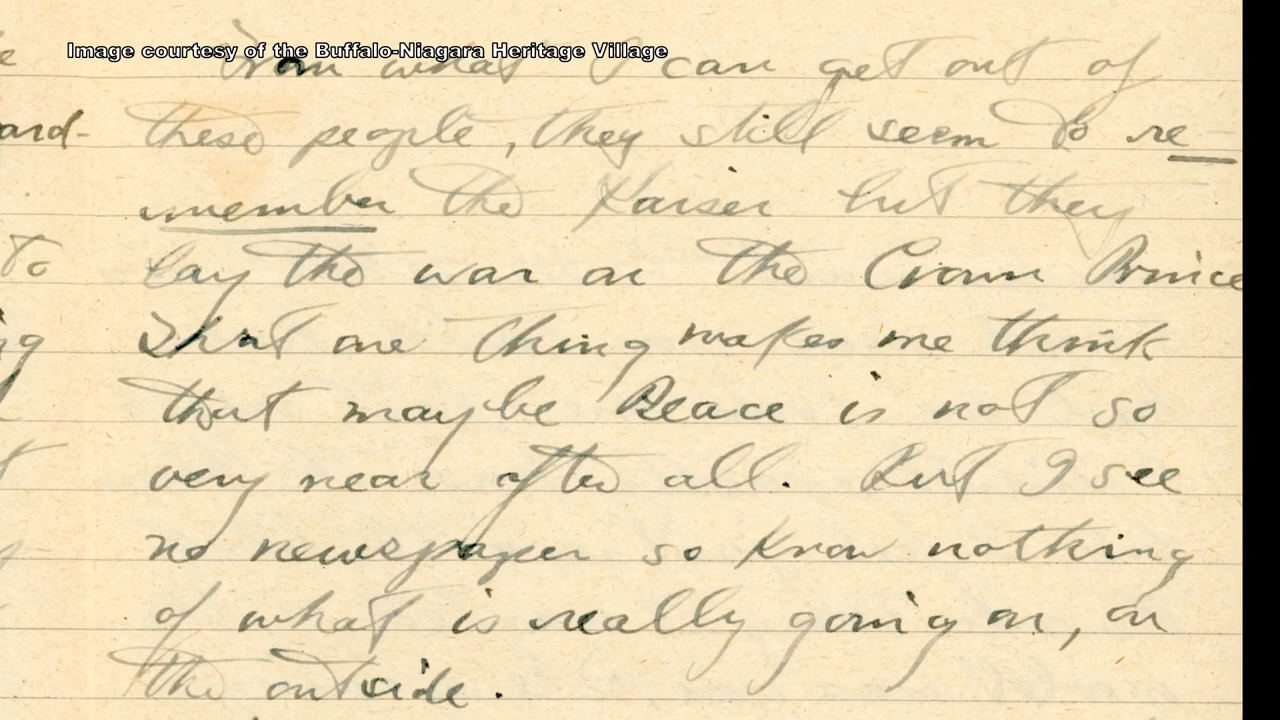 Image courtesy of the Buffalo-Niagara Heritage Village
From what I can get out of
these people, they still seem to re-
member the Kaiser but they
lay the war on the Crown Prince
That one thing makes me think
that maybe Peace is not so
very near after all. But I see
no newspaper so know nothing
of what is really going on, on
the outside.
ard-
to